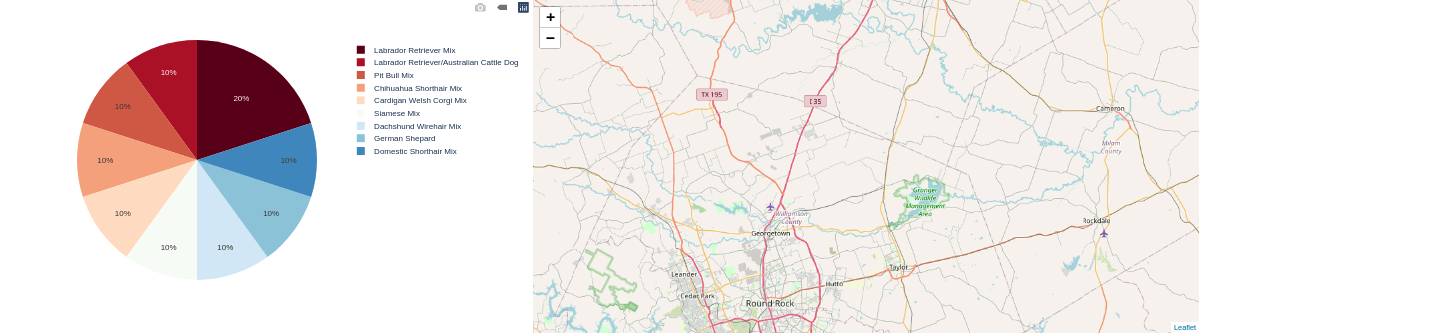 20%
10%
10%
10%
10%
10%
10%
10%
10%
Labrador Retriever Mix
Labrador Retriever/Australian Cattle Dog
Pit Bull Mix
Chihuahua Shorthair Mix
Cardigan Welsh Corgi Mix
Siamese Mix
Dachshund Wirehair Mix
German Shepard
Domestic Shorthair Mix
+
−
TX 195
I 35
Cameron
Milam
County
Granger
Wildlife
Management
Area
Williamson
County
Rockdale
Georgetown
Taylor
Leander
Hutto
Cedar Park
Round Rock
Leaflet